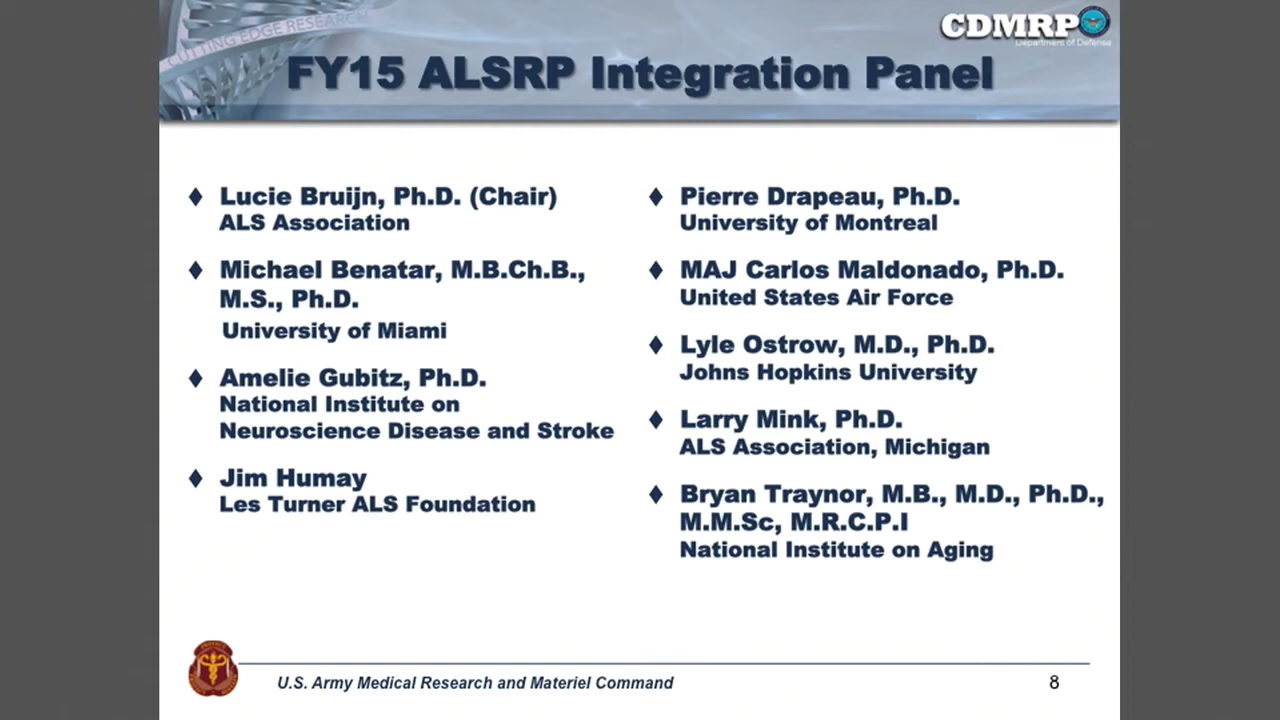 CUTTING EDGE RESEARCH
CDMRP
Department of Defense
FY15 ALSRP Integration Panel
♦ Lucie Bruijn, Ph.D. (Chair)
ALS Association
♦ Michael Benatar, M.B.Ch.B.,
M.S., Ph.D.
University of Miami
♦ Amelie Gubitz, Ph.D.
National Institute on
Neuroscience Disease and Stroke
♦ Jim Humay
Les Turner ALS Foundation
♦ Pierre Drapeau, Ph.D.
University of Montreal
♦ MAJ Carlos Maldonado, Ph.D.
United States Air Force
♦ Lyle Ostrow, M.D., Ph.D.
Johns Hopkins University
♦ Larry Mink, Ph.D.
ALS Association, Michigan
♦ Bryan Traynor, M.B., M.D., Ph.D.,
M.M.Sc, M.R.C.P.I
National Institute on Aging
U.S. Army Medical Research and Materiel Command
8